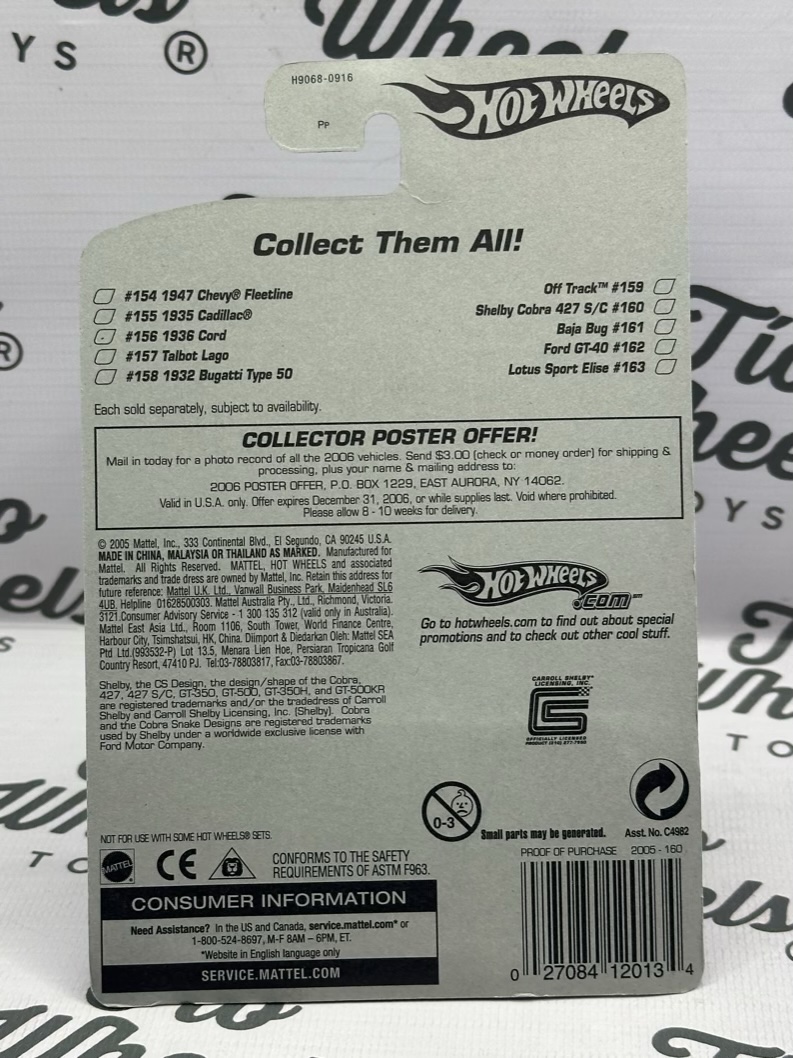 H9068-0916
PP
HOT WHEELS
Collect Them All!
#154 1947 Chevy® Fleetline
#155 1935 Cadillac®
#156 1936 Cord
#157 Talbot Lago
#158 1932 Bugatti Type 50
Off Track™ #159
Shelby Cobra 427 S/C #160
Baja Bug #161
Ford GT-40 #162
Lotus Sport Elise #163
Each sold separately, subject to availability.
COLLECTOR POSTER OFFER!
Mail in today for a photo record of all the 2006 vehicles. Send $3.00 (check or money order) for shipping &
processing, plus your name & mailing address to:
2006 POSTER OFFER, P.O. BOX 1229, EAST AURORA, NY 14062.
Valid in U.S.A. only. Offer expires December 31, 2006, or while supplies last. Void where prohibited.
Please allow 8 - 10 weeks for delivery.
© 2005 Mattel, Inc., 333 Continental Blvd., El Segundo, CA 90245 U.S.A.
MADE IN CHINA, MALAYSIA OR THAILAND AS MARKED. Manufactured for
Mattel. All Rights Reserved. MATTEL, HOT WHEELS and associated
trademarks and trade dress are owned by Mattel, Inc. Retain this address for
future reference: Mattel U.K. Ltd., Vanwall Business Park, Maidenhead SL6
4UB. Helpline 01628500303. Mattel Australia Pty., Ltd., Richmond, Victoria.
3121.Consumer Advisory Service - 1 300 135 312 (valid only in Australia).
Mattel East Asia Ltd., Room 1106, South Tower, World Finance Centre,
Harbour City, Tsimshatsui, HK, China. Diimport & Diedarkan Oleh: Mattel SEA
Ptd Ltd.(993532-P) Lot 13.5, Menara Lien Hoe, Persiaran Tropicana Golf
Country Resort, 47410 PJ. Tel:03-78803817, Fax:03-78803867.
HOT WHEELS
.COM™
Go to hotwheels.com to find out about special
promotions and to check out other cool stuff.
Shelby, the CS Design, the design/shape of the Cobra,
427, 427 S/C, GT-350, GT-500, GT-350H, and GT-500KR
are registered trademarks and/or the tradedress of Carroll
Shelby and Carroll Shelby Licensing, Inc. (Shelby). Cobra
and the Cobra Snake Designs are registered trademarks
used by Shelby under a worldwide exclusive license with
Ford Motor Company.
CARROLL SHELBY
LICENSING, INC.
CS
OFFICIALLY LICENSED
0-3
Small parts may be generated.
Asst. No. C4982
NOT FOR USE WITH SOME HOT WHEELS® SETS.
MATTEL
CE
CONFORMS TO THE SAFETY
REQUIREMENTS OF ASTM F963.
PROOF OF PURCHASE 2005 - 160
CONSUMER INFORMATION
Need Assistance? In the US and Canada, service.mattel.com* or
1-800-524-8697, M-F 8AM – 6PM, ET.
*Website in English language only
SERVICE.MATTEL.COM
0 27084 12013 4